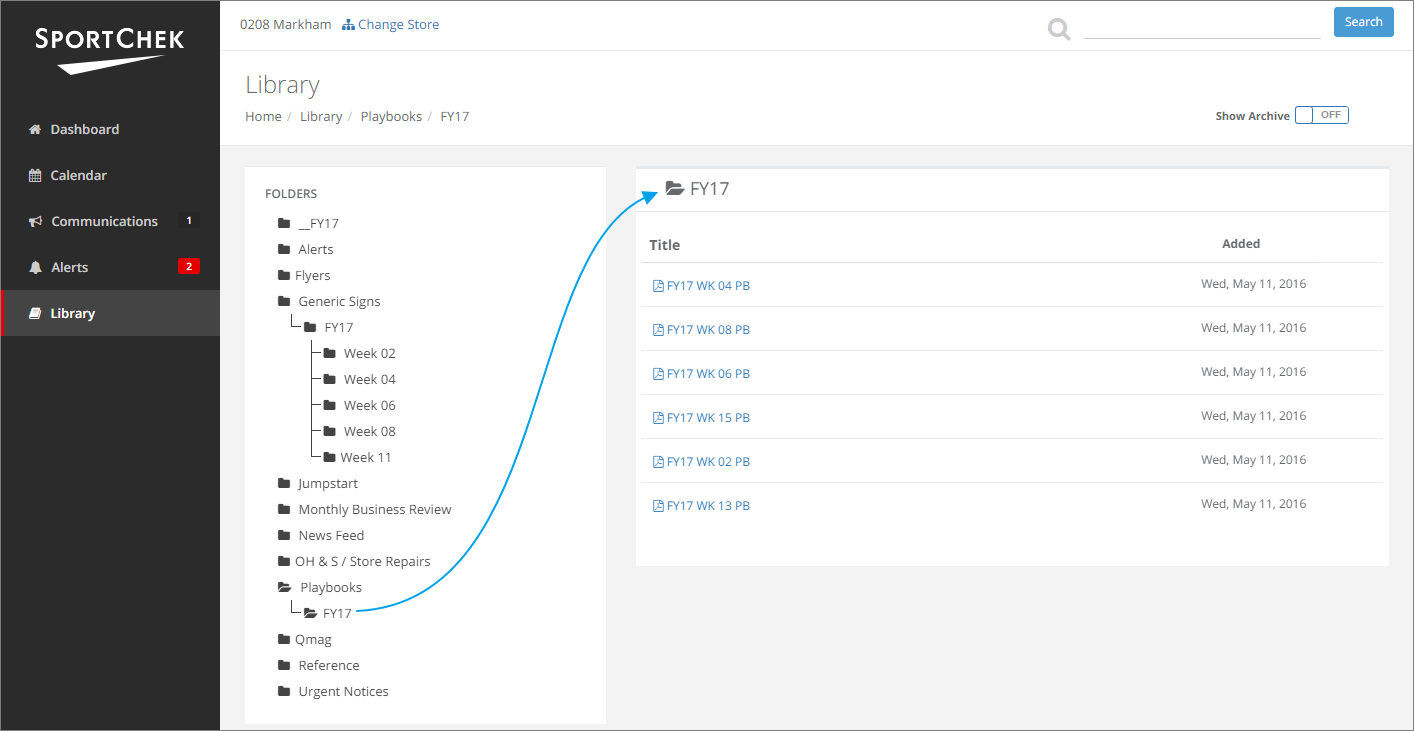 SPORTCHEK
Dashboard
Calendar
Communications 1
Alerts 2
Library
0208 Markham Change Store
Search
Library
Home / Library / Playbooks / FY17
Show Archive OFF
FOLDERS
__FY17
Alerts
Flyers
Generic Signs
FY17
Week 02
Week 04
Week 06
Week 08
Week 11
Jumpstart
Monthly Business Review
News Feed
OH & S / Store Repairs
Playbooks
FY17
Qmag
Reference
Urgent Notices
FY17
Title Added
FY17 WK 04 PB Wed, May 11, 2016
FY17 WK 08 PB Wed, May 11, 2016
FY17 WK 06 PB Wed, May 11, 2016
FY17 WK 15 PB Wed, May 11, 2016
FY17 WK 02 PB Wed, May 11, 2016
FY17 WK 13 PB Wed, May 11, 2016